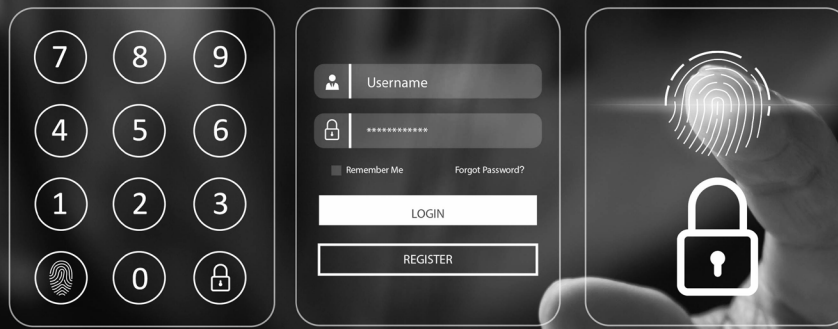 7 8 9
4 5 6
1 2 3
0
Username
************
Remember Me Forgot Password?
LOGIN
REGISTER